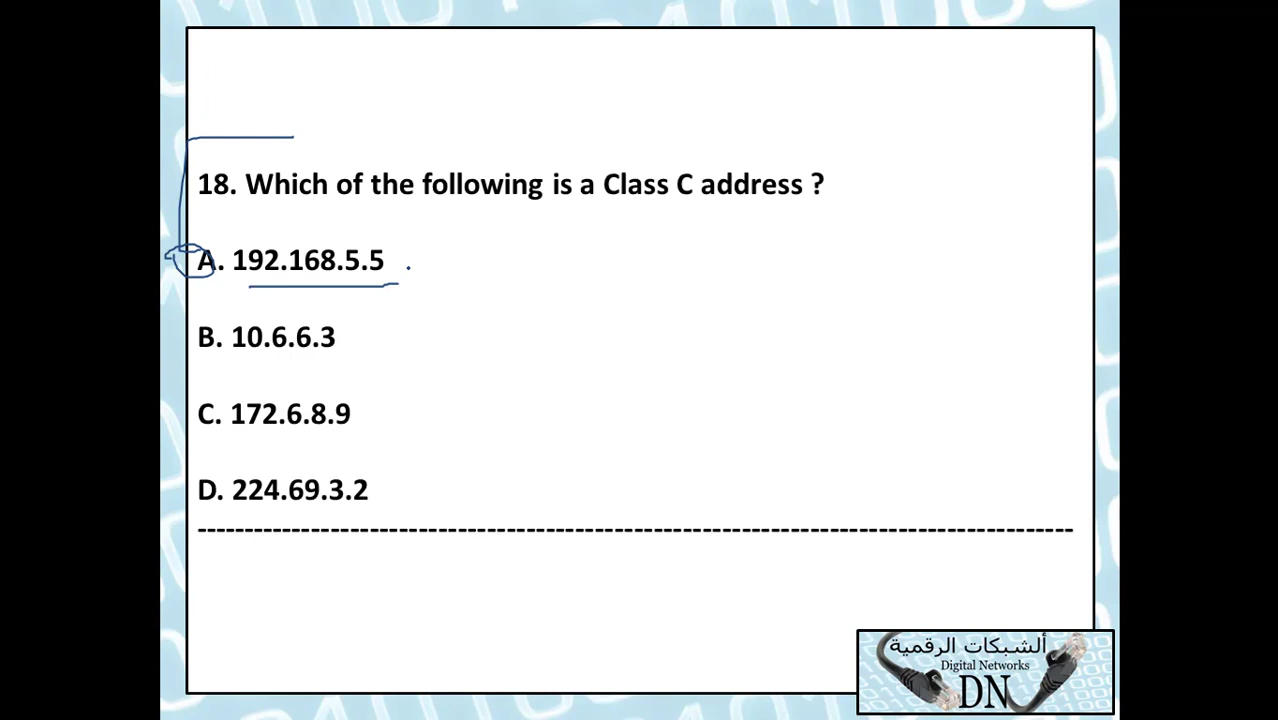 18. Which of the following is a Class C address ?
A. 192.168.5.5
B. 10.6.6.3
C. 172.6.8.9
D. 224.69.3.2
--------------------------------------------------------------------------------------------
ألشبكات الرقمية
Digital Networks
DN